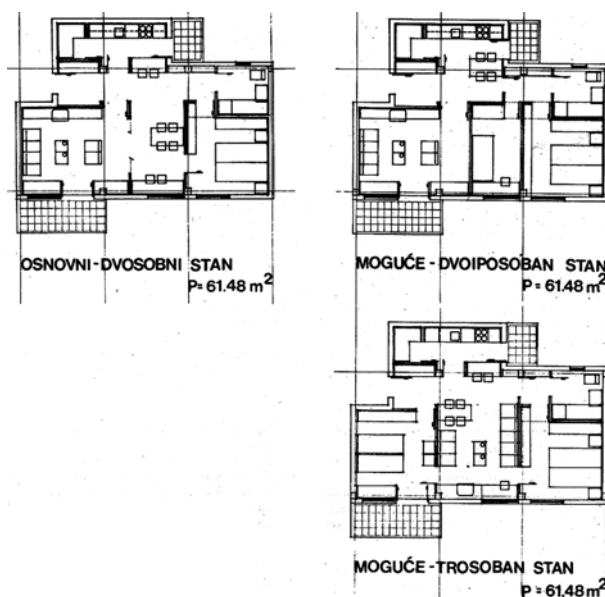 OSNOVNI-DVOSOBNI STAN
P= 61.48 m²
MOGUĆE-DVOIPOSOBAN STAN
P= 61.48 m²
MOGUĆE-TROSOBAN STAN
P= 61.48 m²